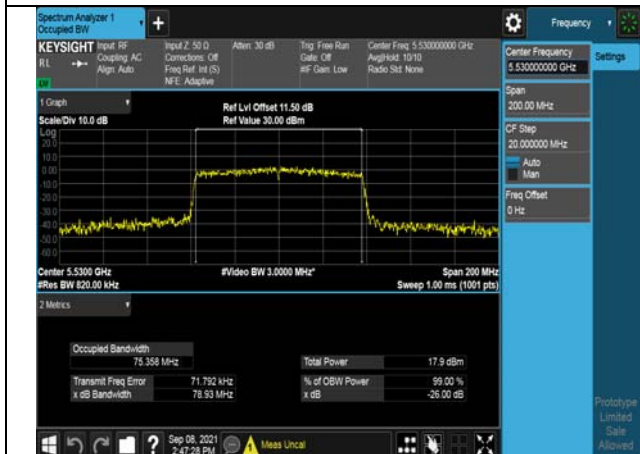 Spectrum Analyzer 1
Occupied BW
+
Frequency
KEYSIGHT
RL
Input: RF
Coupling: AC
Align: Auto
Input Z: 50 Ω
Corrections: Off
Freq Ref: Int (S)
NFE: Adaptive
Atten: 30 dB
Trig: Free Run
Gate: Off
#IF Gain: Low
Center Freq: 5.530000000 GHz
Avg|Hold: 10/10
Radio Std: None
Center Frequency
5.530000000 GHz
Settings
Span
200.00 MHz
CF Step
20.000000 MHz
Auto
Man
Freq Offset
0 Hz
1 Graph
Scale/Div 10.0 dB
Ref Lvl Offset 11.50 dB
Ref Value 30.00 dBm
Log
20.0
10.0
0.00
-10.0
-20.0
-30.0
-40.0
-50.0
-60.0
Center 5.5300 GHz
#Res BW 820.00 kHz
#Video BW 3.0000 MHz*
Span 200 MHz
Sweep 1.00 ms (1001 pts)
2 Metrics
Occupied Bandwidth
75.358 MHz
Total Power 17.9 dBm
Transmit Freq Error 71.792 kHz
% of OBW Power 99.00 %
x dB Bandwidth 78.93 MHz
x dB -26.00 dB
Prototype
Limited
Sale
Allowed
?
Sep 08, 2021
2:47:28 PM
Meas Uncal